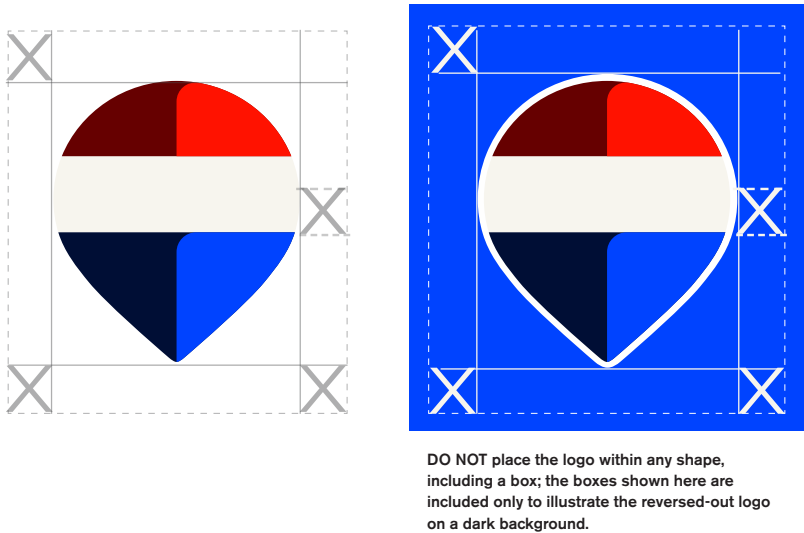 X
X
X
X
X
X
X
X
DO NOT place the logo within any shape,
including a box; the boxes shown here are
included only to illustrate the reversed-out logo
on a dark background.